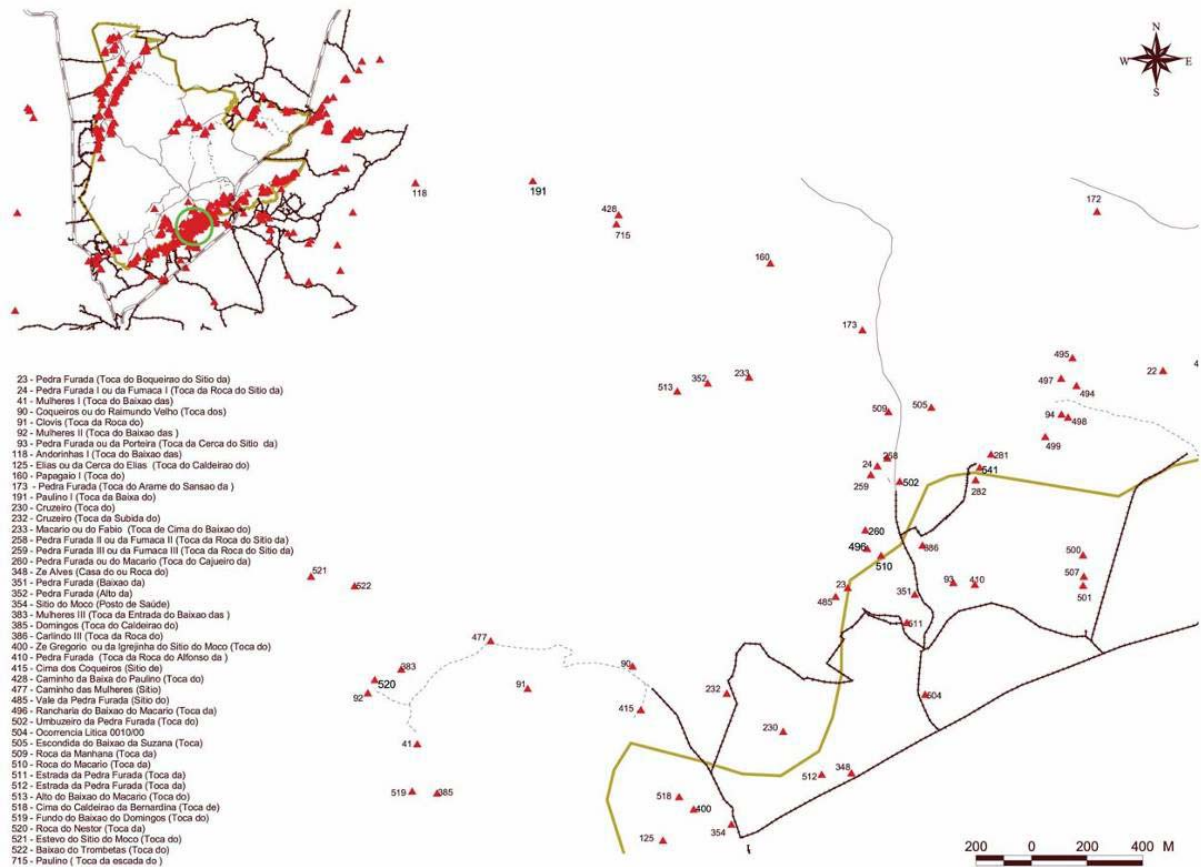 N
W E
S
118
191
428
715
172
160
173
495
497
494
22
4
513
352
233
509
505
94
498
499
258
24
259
502
281
541
282
260
496
510
386
500
507
501
93
410
351
23
485
511
521
522
477
383
520
92
91
90
415
232
504
230
41
519
385
512
348
518
400
354
125
23 - Pedra Furada (Toca do Boqueirao do Sitio da)
24 - Pedra Furada I ou da Fumaca I (Toca da Roca do Sitio da)
41 - Mulheres I (Toca do Baixao das)
90 - Coqueiros ou do Raimundo Velho (Toca dos)
91 - Clovis (Toca da Roca do)
92 - Mulheres II (Toca do Baixao das )
93 - Pedra Furada ou da Porteira (Toca da Cerca do Sitio da)
118 - Andorinhas I (Toca do Baixao das)
125 - Elias ou da Cerca do Elias (Toca do Caldeirao do)
160 - Papagaio I (Toca do)
173 - Pedra Furada (Toca do Arame do Sansao da )
191 - Paulino I (Toca da Baixa do)
230 - Cruzeiro (Toca do)
232 - Cruzeiro (Toca da Subida do)
233 - Macario ou do Fabio (Toca de Cima do Baixao do)
258 - Pedra Furada II ou da Fumaca II (Toca da Roca do Sitio da)
259 - Pedra Furada III ou da Fumaca III (Toca da Roca do Sitio da)
260 - Pedra Furada ou do Macario (Toca do Cajueiro da)
348 - Ze Alves (Casa do ou Roca do)
351 - Pedra Furada (Baixao da)
352 - Pedra Furada (Alto da)
354 - Sitio do Moco (Posto de Saúde)
383 - Mulheres III (Toca da Entrada do Baixao das )
385 - Domingos (Toca do Caldeirao do)
386 - Carlindo III (Toca da Roca do)
400 - Ze Gregorio ou da Igrejinha do Sitio do Moco (Toca do)
410 - Pedra Furada (Toca da Roca do Alfonso da )
415 - Cima dos Coqueiros (Sitio de)
428 - Caminho da Baixa do Paulino (Toca do)
477 - Caminho das Mulheres (Sitio)
485 - Vale da Pedra Furada (Sitio do)
496 - Rancharia do Baixao do Macario (Toca da)
502 - Umbuzeiro da Pedra Furada (Toca do)
504 - Ocorrencia Litica 0010/00
505 - Escondida do Baixao da Suzana (Toca)
509 - Roca da Manhana (Toca da)
510 - Roca do Macario (Toca da)
511 - Estrada da Pedra Furada (Toca da)
512 - Estrada da Pedra Furada (Toca da)
513 - Alto do Baixao do Macario (Toca do)
518 - Cima do Caldeirao da Bernardina (Toca de)
519 - Fundo do Baixao do Domingos (Toca do)
520 - Roca do Nestor (Toca da)
521 - Estevo do Sitio do Moco (Toca do)
522 - Baixao do Trombetas (Toca do)
715 - Paulino ( Toca da escada do )
200 0 200 400 M